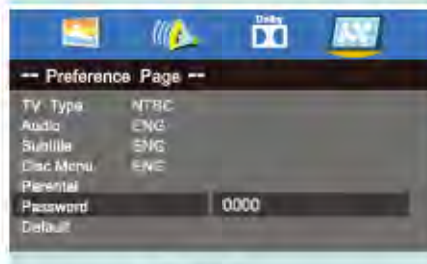 Dolby
-- Preference Page --
TV Type NTSC
Audio ENG
Subtitle ENG
Disc Menu ENG
Parental
Password 0000
Default